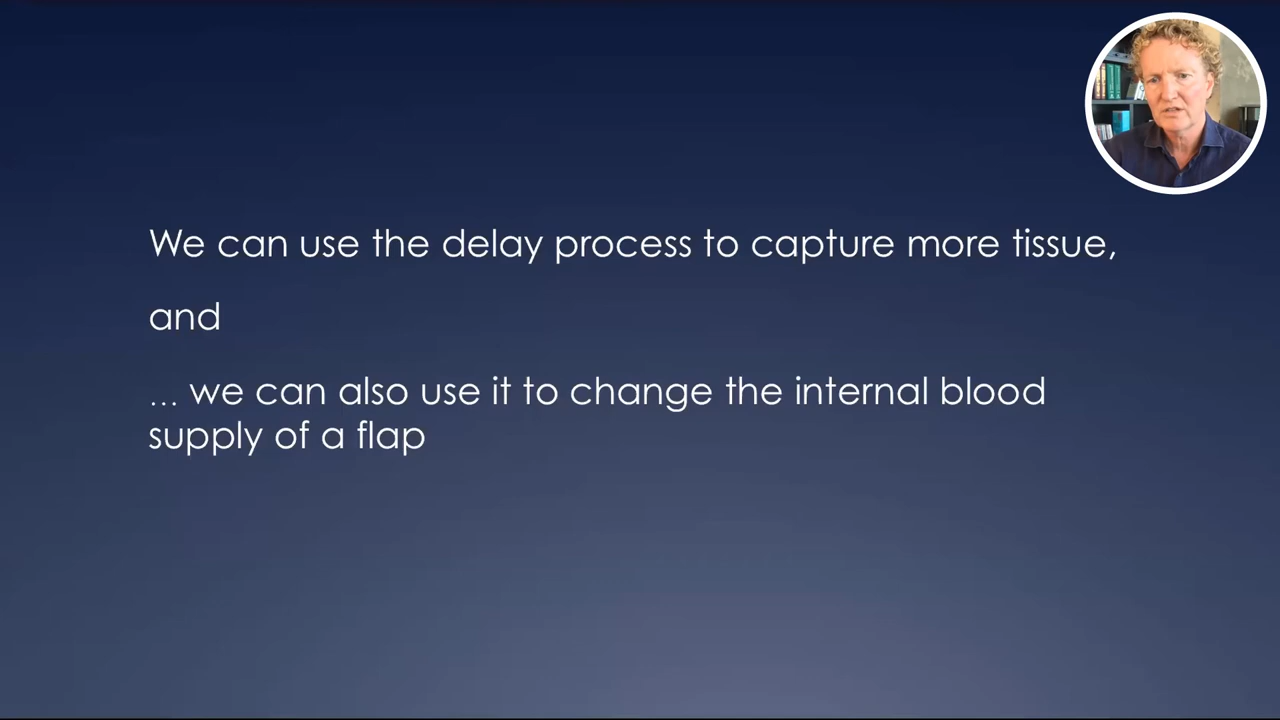 We can use the delay process to capture more tissue,
and
... we can also use it to change the internal blood
supply of a flap